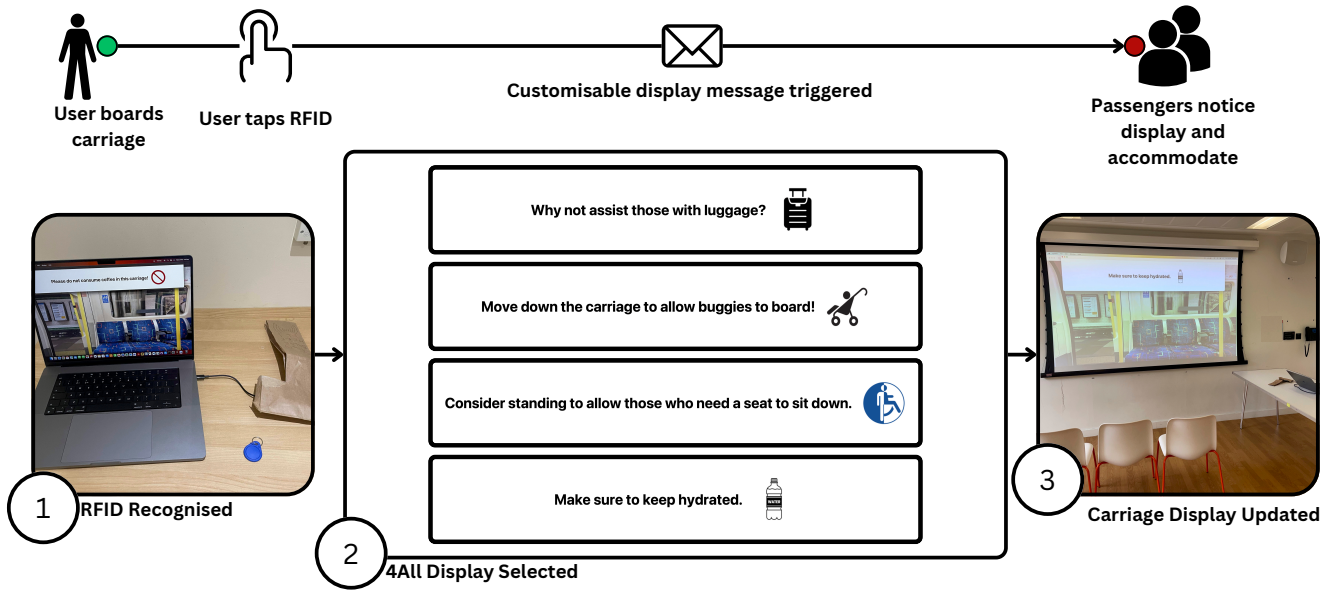 User boards
carriage
User taps RFID
Customisable display message triggered
Passengers notice
display and
accommodate
Please do not consume coffee in this carriage!
Why not assist those with luggage?
Move down the carriage to allow buggies to board!
Consider standing to allow those who need a seat to sit down.
Make sure to keep hydrated.
WATER
Make sure to keep hydrated.
1
RFID Recognised
2
4All Display Selected
3
Carriage Display Updated